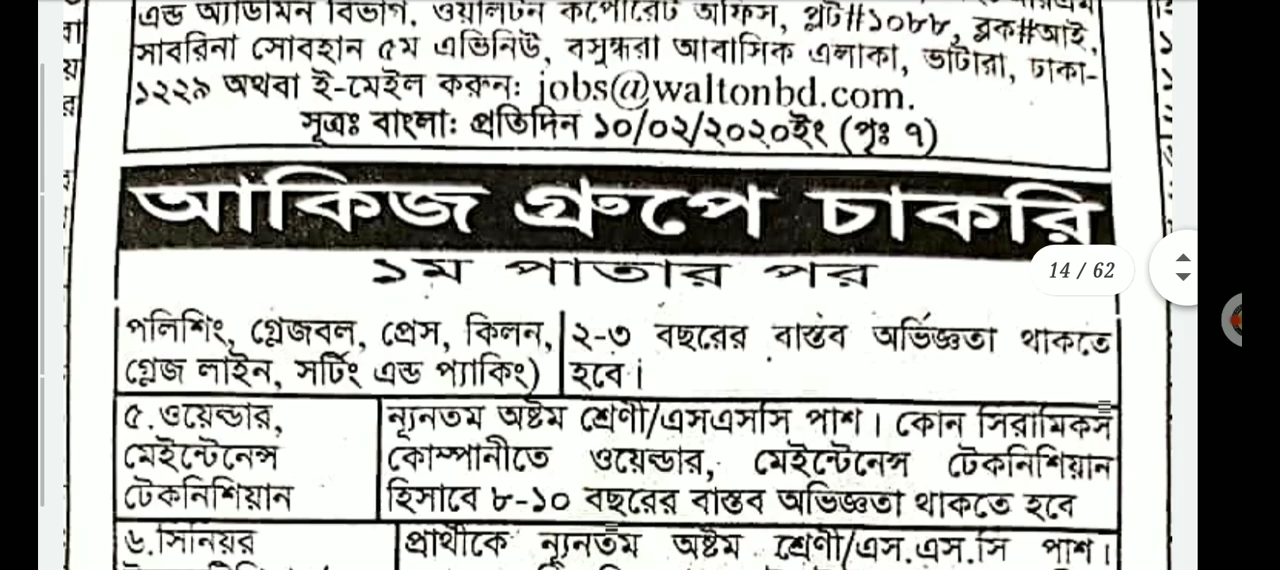 এন্ড অ্যাডমিন বিভাগ, ওয়ালটন কর্পোরেট অফিস, প্লট#১০৮৮, ব্লক#আই,
সাবরিনা সোবহান ৫ম এভিনিউ, বসুন্ধরা আবাসিক এলাকা, ভাটারা, ঢাকা-
১২২৯ অথবা ই-মেইল করুন: jobs@waltonbd.com.
সূত্রঃ বাংলা: প্রতিদিন ১০/০২/২০২০ইং (পৃঃ ৭)
আকিজ গ্রুপে চাকরি
১ম পাতার পর
14 / 62
পলিশিং, গ্লেজবল, প্রেস, কিলন, ২-৩ বছরের বাস্তব অভিজ্ঞতা থাকতে
গ্লেজ লাইন, সর্টিং এন্ড প্যাকিং) হবে।
৫.ওয়েল্ডার, ন্যূনতম অষ্টম শ্রেণী/এসএসসি পাশ। কোন সিরামিকস
মেইন্টেনেন্স কোম্পানীতে ওয়েল্ডার, মেইন্টেনেন্স টেকনিশিয়ান
টেকনিশিয়ান হিসাবে ৮-১০ বছরের বাস্তব অভিজ্ঞতা থাকতে হবে
৬.সিনিয়র প্রার্থীকে ন্যূনতম অষ্টম শ্রেণী/এস.এস.সি পাশ।